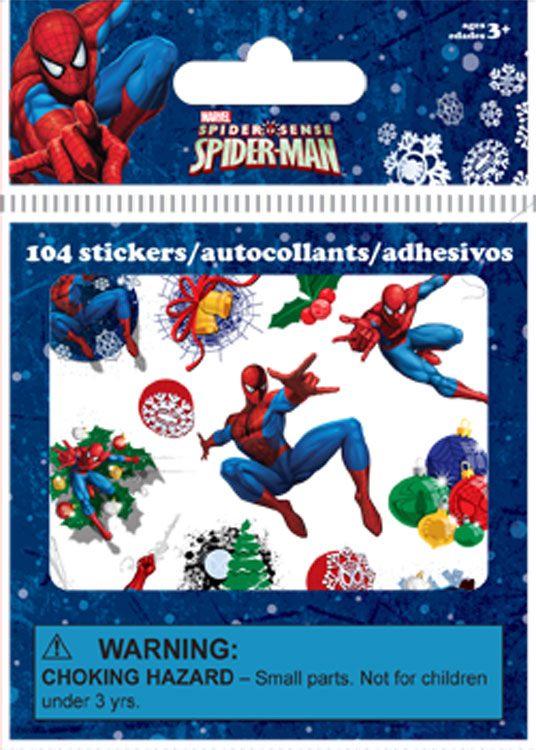 ages 3+
edades
MARVEL
SPIDER SENSE
SPIDER-MAN
104 stickers/autocollants/adhesivos
WARNING:
CHOKING HAZARD – Small parts. Not for children
under 3 yrs.